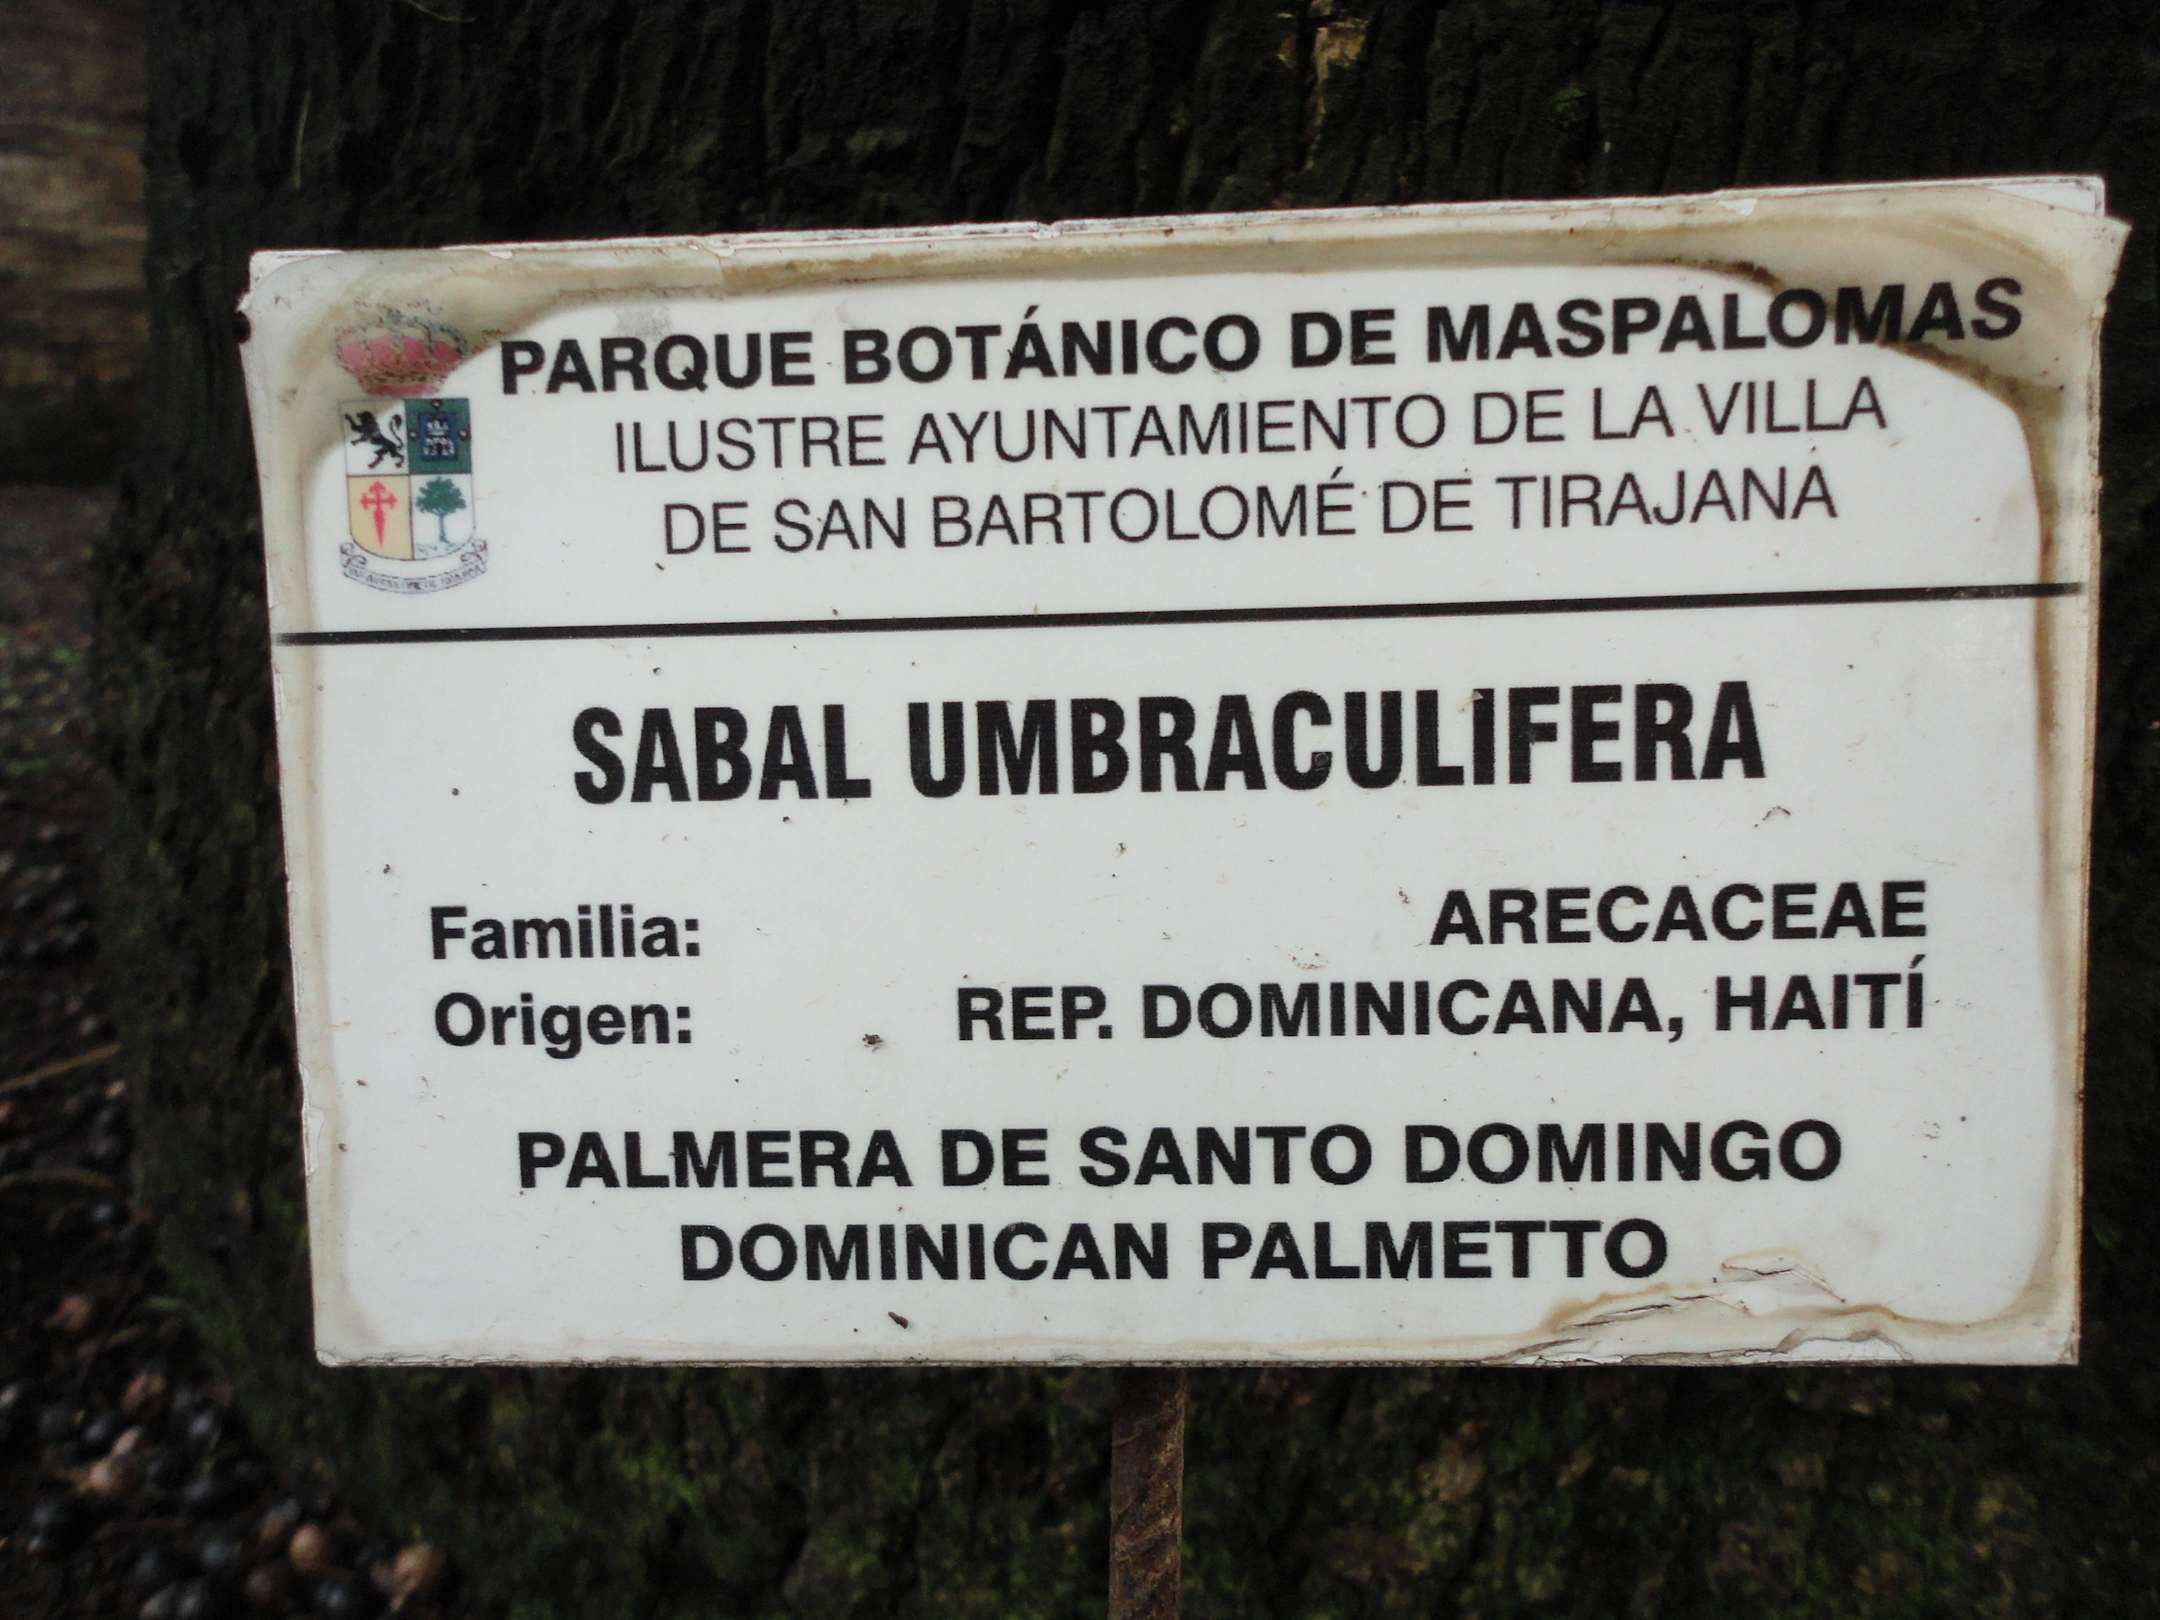 PARQUE BOTÁNICO DE MASPALOMAS
ILUSTRE AYUNTAMIENTO DE LA VILLA
DE SAN BARTOLOMÉ DE TIRAJANA
SABAL UMBRACULIFERA
Familia: ARECACEAE
Origen: REP. DOMINICANA, HAITÍ
PALMERA DE SANTO DOMINGO
DOMINICAN PALMETTO